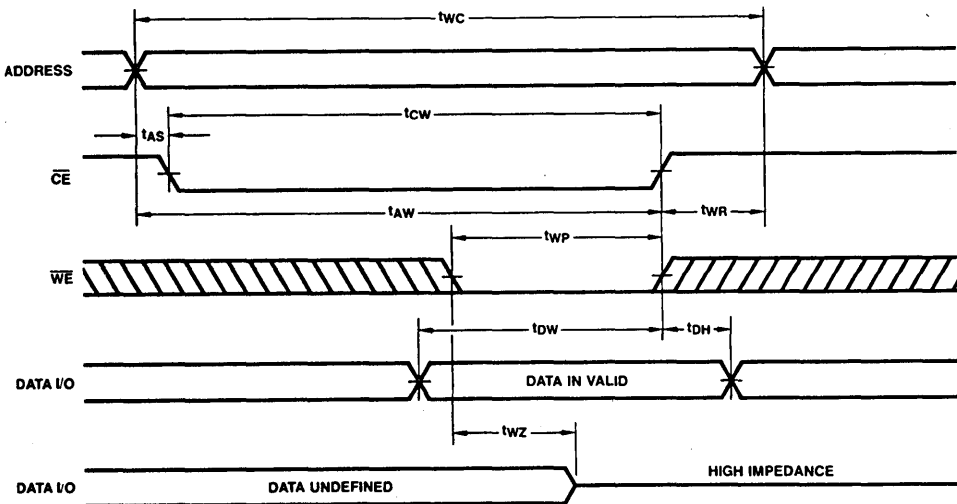 tWC
ADDRESS
tCW
tAS
CE
tAW
tWR
tWP
WE
tDW
tDH
DATA I/O
DATA IN VALID
tWZ
HIGH IMPEDANCE
DATA I/O
DATA UNDEFINED